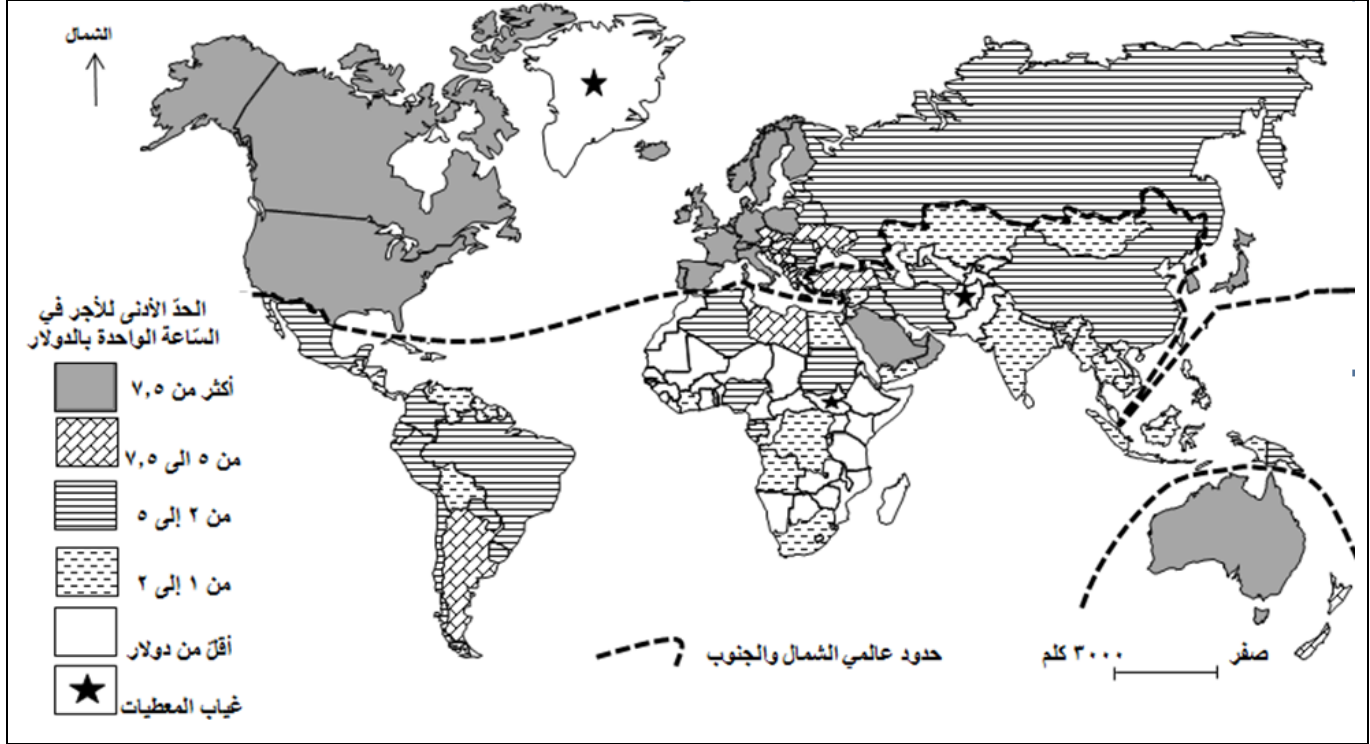 الشمال
الحدّ الأدنى للأجر في
السّاعة الواحدة بالدولار
أكثر من ٧,٥
من ٥ الى ٧,٥
من ٢ إلى ٥
من ١ إلى ٢
أقلّ من دولار
غياب المعطيات
حدود عالمي الشمال والجنوب
صفر ٣٠٠٠ كلم